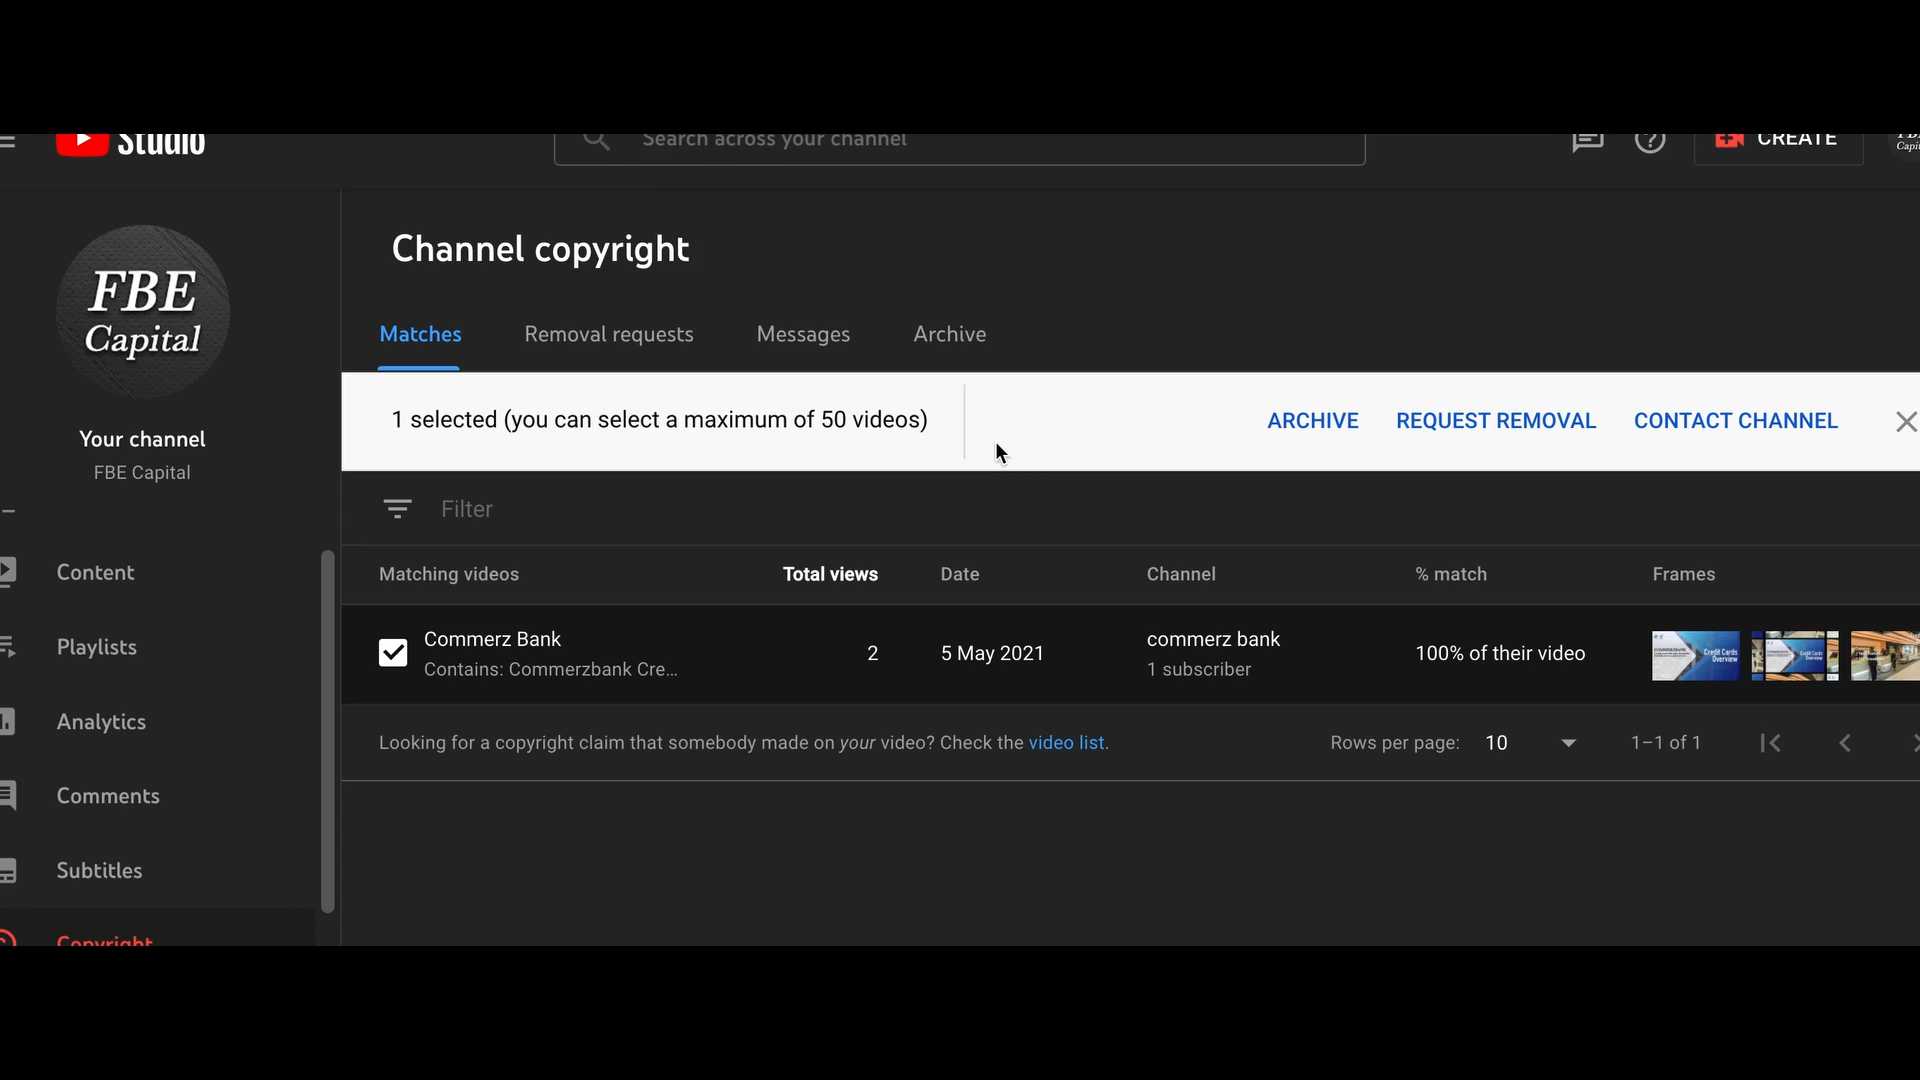 Studio
Search across your channel
CREATE
FBE
Capital
Your channel
FBE Capital
Content
Playlists
Analytics
Comments
Subtitles
Copyright
Channel copyright
Matches Removal requests Messages Archive
1 selected (you can select a maximum of 50 videos) ARCHIVE REQUEST REMOVAL CONTACT CHANNEL
Filter
Matching videos Total views Date Channel % match Frames
Commerz Bank 2 5 May 2021 commerz bank 100% of their video
Contains: Commerzbank Cre... 1 subscriber
Credit Cards
Overview
Looking for a copyright claim that somebody made on your video? Check the video list. Rows per page: 10 1–1 of 1